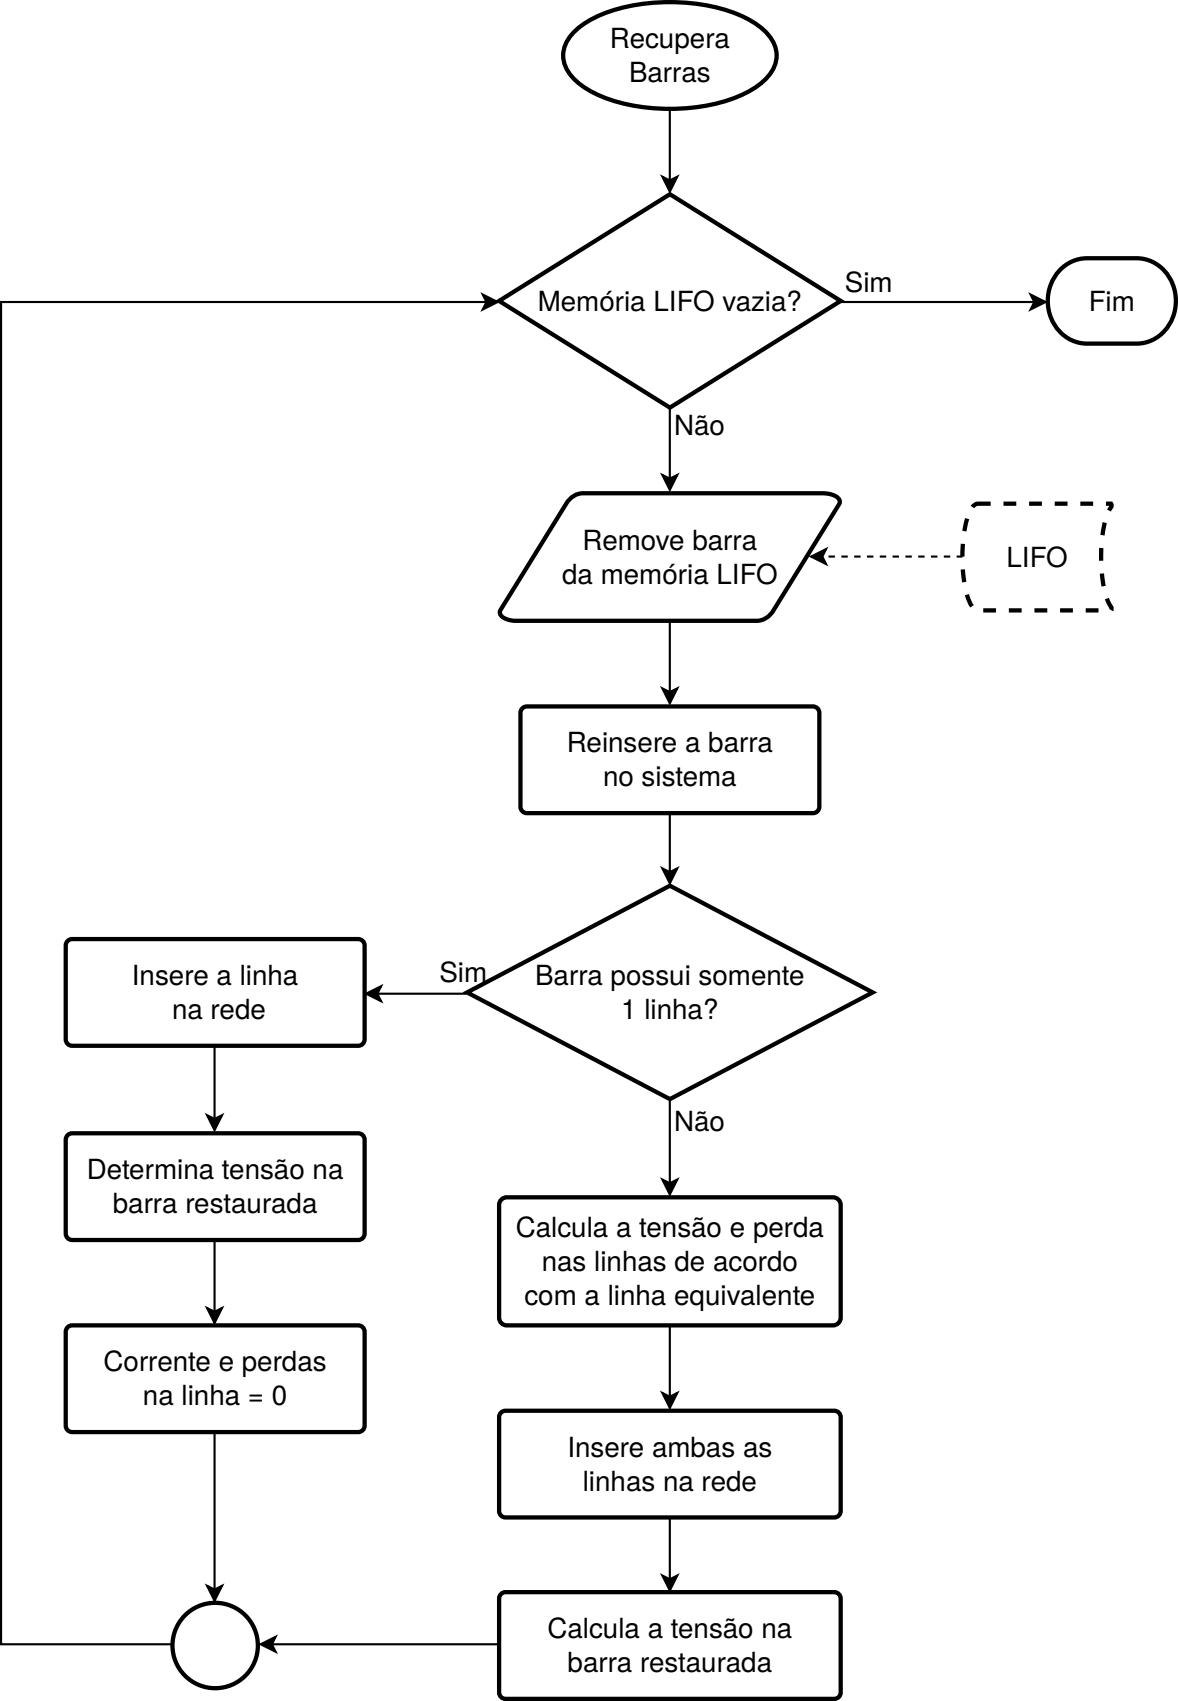 Recupera
Barras
Memória LIFO vazia?
Sim
Fim
Não
Remove barra
da memória LIFO
LIFO
Reinsere a barra
no sistema
Barra possui somente
1 linha?
Sim
Insere a linha
na rede
Não
Determina tensão na
barra restaurada
Calcula a tensão e perda
nas linhas de acordo
com a linha equivalente
Corrente e perdas
na linha = 0
Insere ambas as
linhas na rede
Calcula a tensão na
barra restaurada